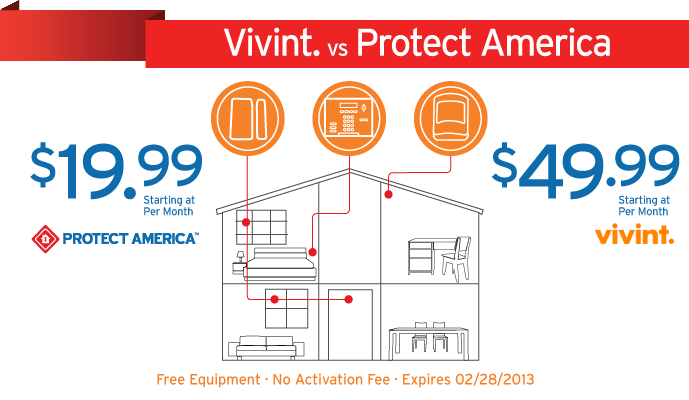 Vivint. vs Protect America
$19.99
Starting at
Per Month
PROTECT AMERICA™
$49.99
Starting at
Per Month
vivint.
Free Equipment · No Activation Fee · Expires 02/28/2013